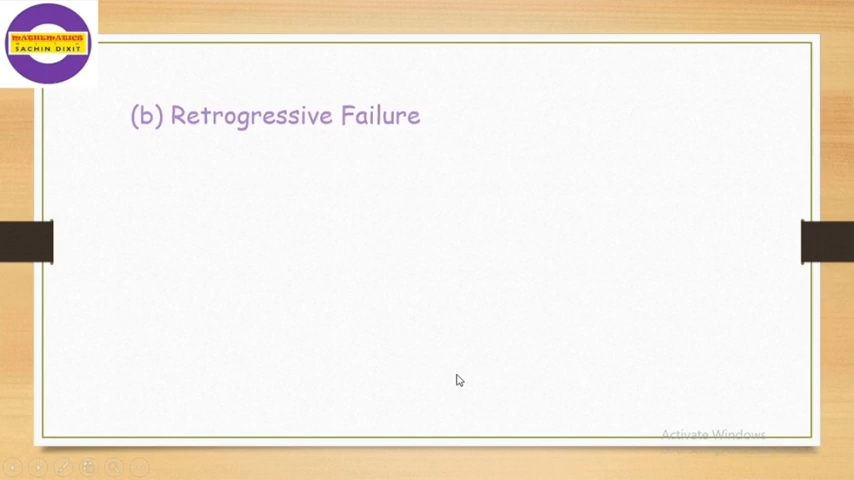 MATHEMATICS
SACHIN DIXIT
(b) Retrogressive Failure
Activate Windows